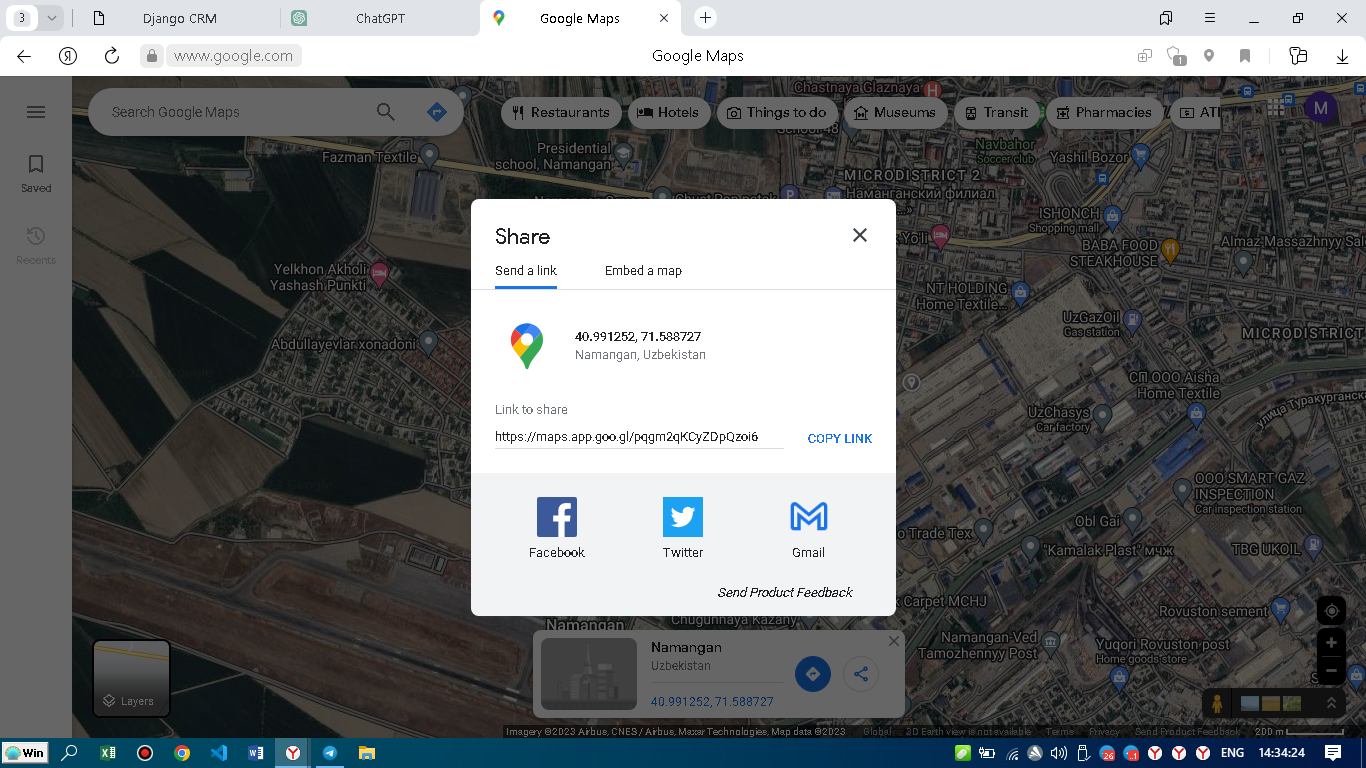 3
Django CRM
ChatGPT
Google Maps
www.google.com
Google Maps
1
Search Google Maps
Restaurants
Hotels
Things to do
Museums
Transit
Pharmacies
M
Saved
Recents
Chastnaya Glaznaya
School 48
Navbahor
Soccer club
Yashil Bozor
Fazman Textile
Presidential
school, Namangan
MICRODISTRICT 2
Наманганский филиал
ISHONCH
Shopping mall
BABA FOOD
STEAKHOUSE
Almaz-Massazhnyy
Yelkhon Akholi
Yashash Punkti
NT HOLDING
Home Textile...
UzGazOil
Gas station
MICRODISTRICT
Abdullayevlar xonadoni
СП ООО Aisha
Home Textile
UzChasys
Car factory
улица Туракурганская
OOO SMART GAZ
INSPECTION
Car inspection station
o Trade Tex
Obl Gai
"Kamalak Plast" мчж
TBG UKOIL
Carpet MCHJ
Rovuston sement
Chugunnaya Kazany
Namangan
Namangan-Ved
Tamozhennyy Post
Yuqori Rovuston post
Home goods store
Share
Send a link
Embed a map
40.991252, 71.588727
Namangan, Uzbekistan
Link to share
https://maps.app.goo.gl/pqgm2qKCyZDpQzoi6
COPY LINK
Facebook
Twitter
Gmail
Send Product Feedback
Namangan
Uzbekistan
40.991252, 71.588727
Layers
Imagery ©2023 Airbus, CNES / Airbus, Maxar Technologies, Map data ©2023
Global
3D Earth view is not available
Terms
Privacy
Send Product Feedback
200 m
Win
26
ENG
14:34:24